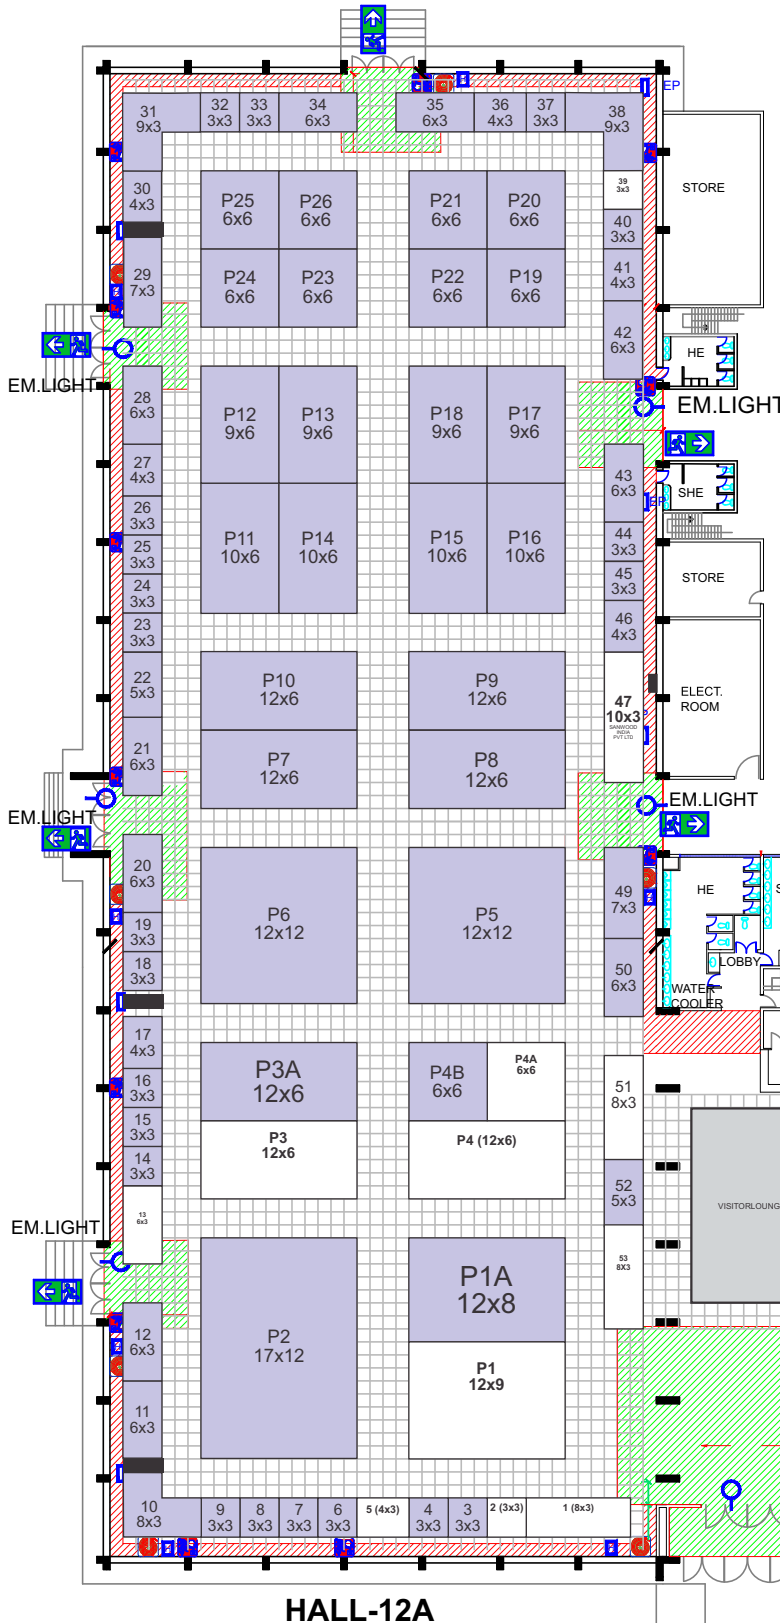 EP
31
9x3
32
3x3
33
3x3
34
6x3
35
6x3
36
4x3
37
3x3
38
9x3
30
4x3
P25
6x6
P26
6x6
P21
6x6
P20
6x6
39
3x3
STORE
40
3x3
29
7x3
P24
6x6
P23
6x6
P22
6x6
P19
6x6
41
4x3
42
6x3
HE
EM.LIGHT
28
6x3
P12
9x6
P13
9x6
P18
9x6
P17
9x6
EM.LIGHT
27
4x3
43
6x3
EP
SHE
26
3x3
25
3x3
P11
10x6
P14
10x6
P15
10x6
P16
10x6
44
3x3
24
3x3
45
3x3
STORE
23
3x3
46
4x3
22
5x3
P10
12x6
P9
12x6
47
10x3
SANWOOD
INDIA
PVT LTD
P
ELECT.
ROOM
21
6x3
P7
12x6
P8
12x6
EM.LIGHT
EM.LIGHT
20
6x3
P6
12x12
P5
12x12
49
7x3
HE
S
19
3x3
18
3x3
50
6x3
LOBBY
WATER
COOLER
17
4x3
P3A
12x6
P4B
6x6
P4A
6x6
51
8x3
16
3x3
15
3x3
P3
12x6
P4 (12x6)
14
3x3
52
5x3
13
6x3
VISITORLOUNG
EM.LIGHT
53
8X3
P2
17x12
P1A
12x8
12
6x3
P1
12x9
11
6x3
10
8x3
9
3x3
8
3x3
7
3x3
6
3x3
5 (4x3)
4
3x3
3
3x3
2 (3x3)
1 (8x3)
HALL-12A